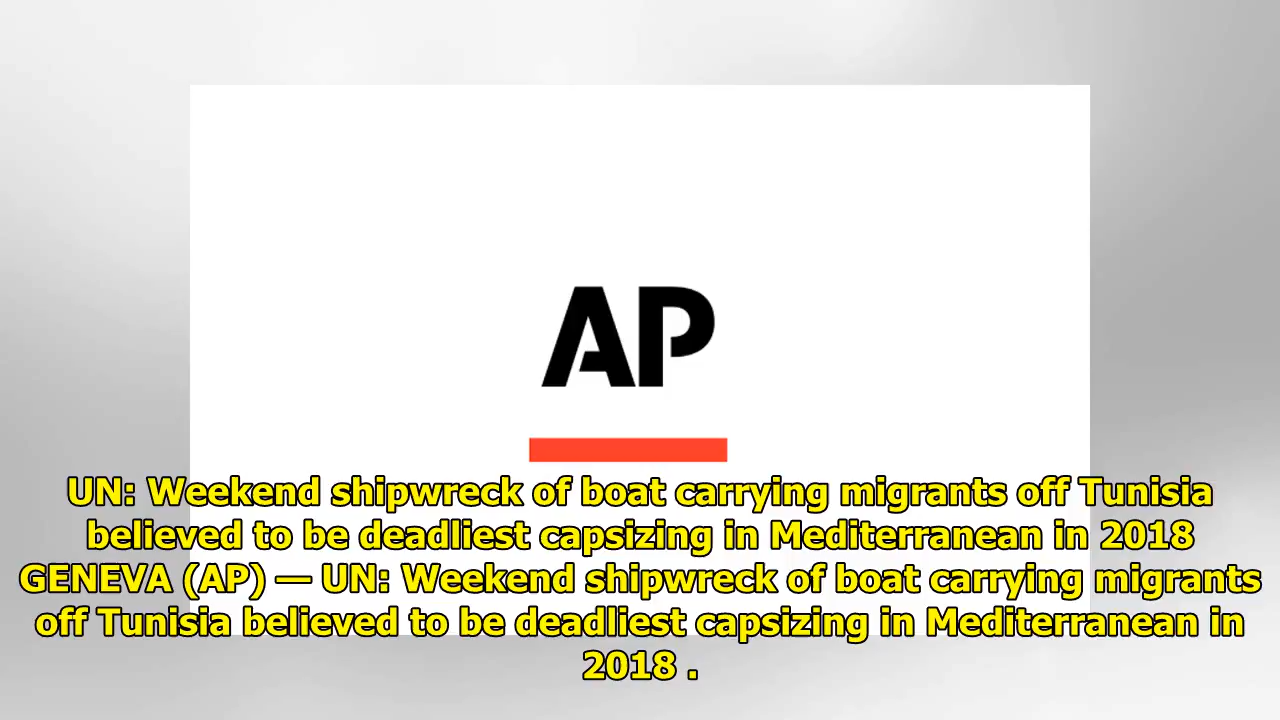 AP
UN: Weekend shipwreck of boat carrying migrants off Tunisia
believed to be deadliest capsizing in Mediterranean in 2018
GENEVA (AP) — UN: Weekend shipwreck of boat carrying migrants
off Tunisia believed to be deadliest capsizing in Mediterranean in
2018 .